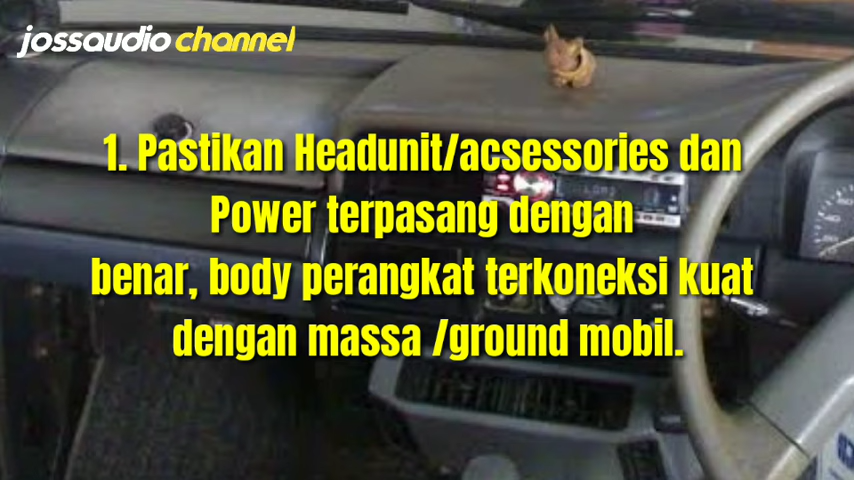 jossaudio channel
1. Pastikan Headunit/acsessories dan
Power terpasang dengan
benar, body perangkat terkoneksi kuat
dengan massa /ground mobil.